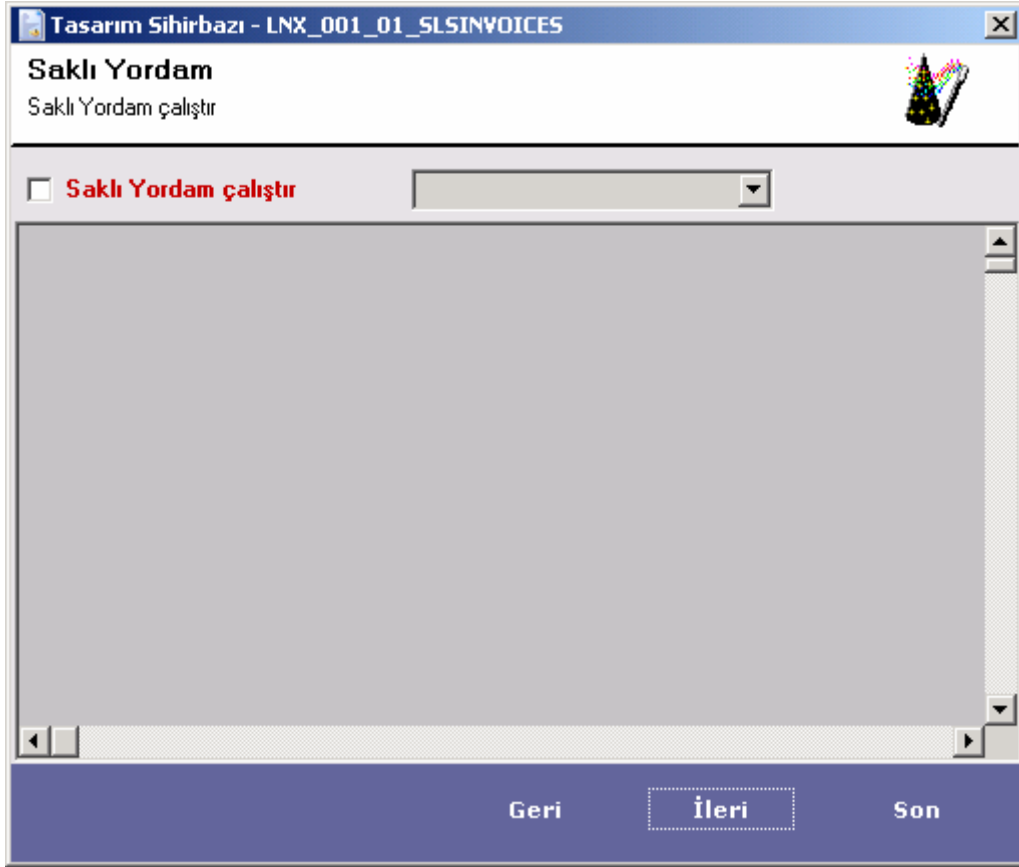 Tasarım Sihirbazı - LNX_001_01_SLSINVOICES
Saklı Yordam
Saklı Yordam çalıştır
Saklı Yordam çalıştır
Geri İleri Son